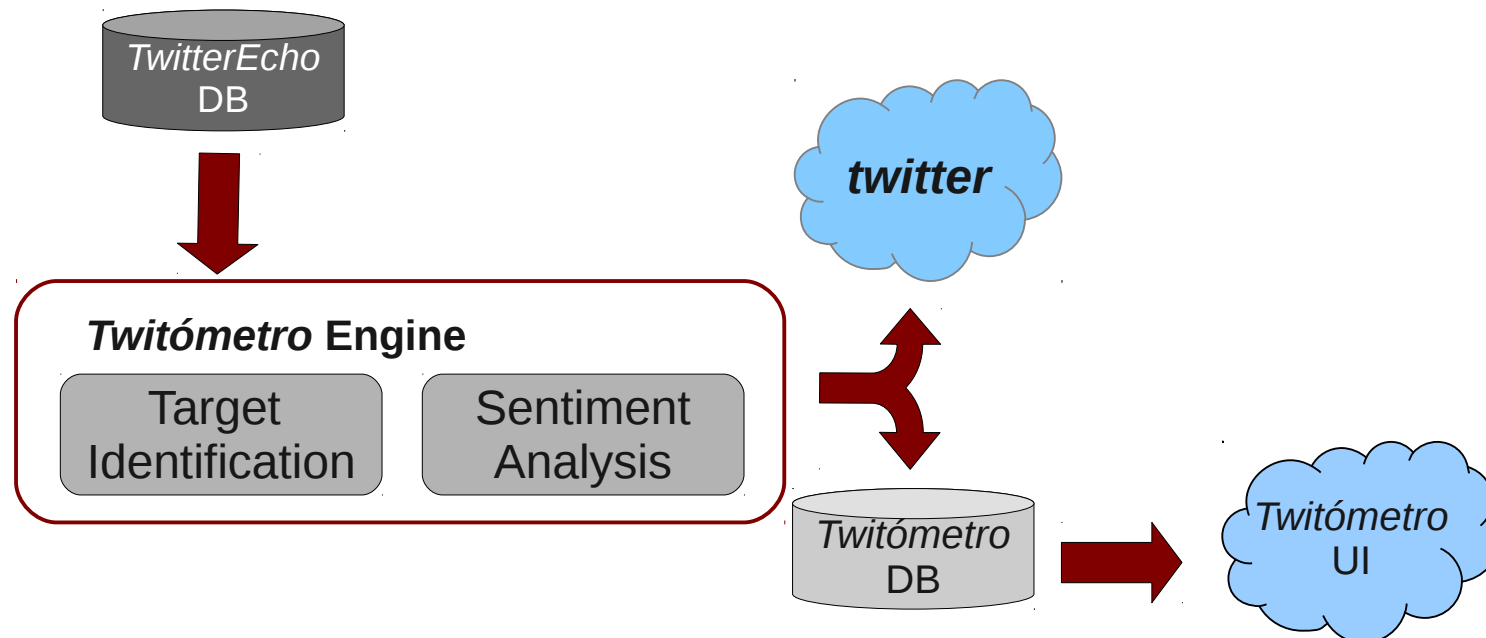 TwitterEcho
DB
twitter
Twitómetro Engine
Target
Identification
Sentiment
Analysis
Twitómetro
DB
Twitómetro
UI